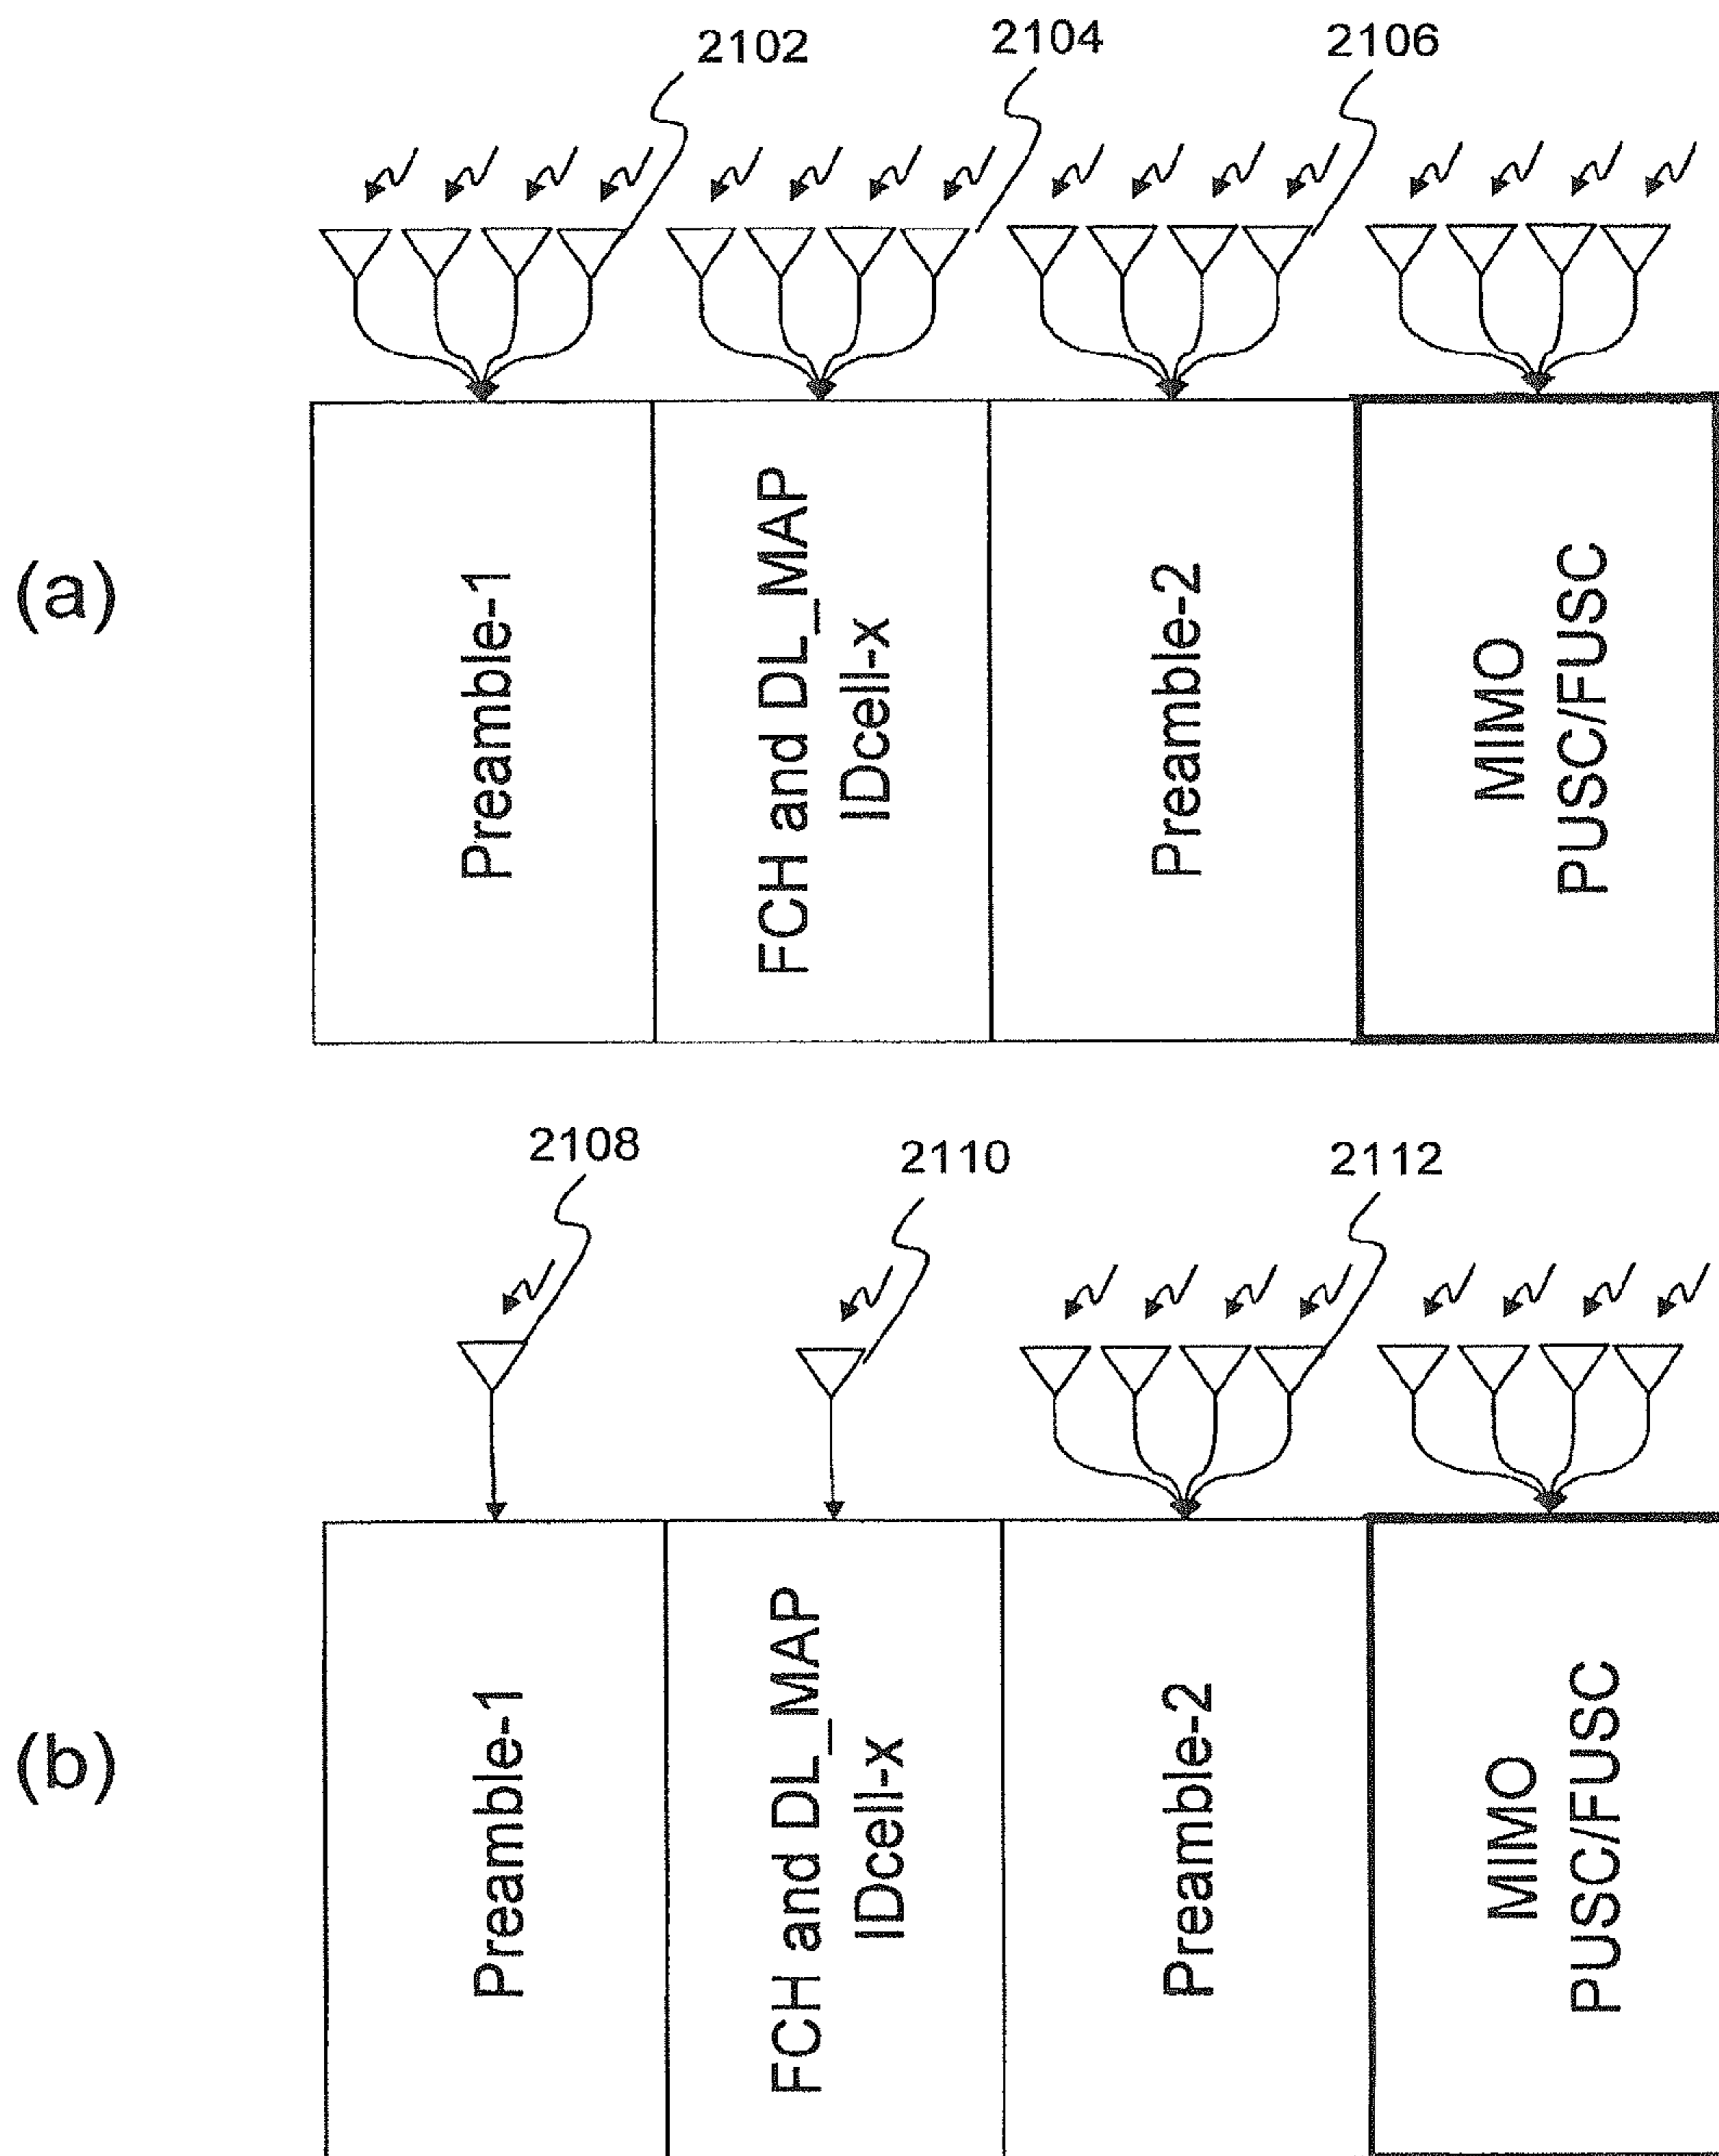 2102
2104
2106
(a)
Preamble-1
FCH and DL_MAP
IDcell-x
Preamble-2
MIMO
PUSC/FUSC
2108
2110
2112
(b)
Preamble-1
FCH and DL_MAP
IDcell-x
Preamble-2
MIMO
PUSC/FUSC